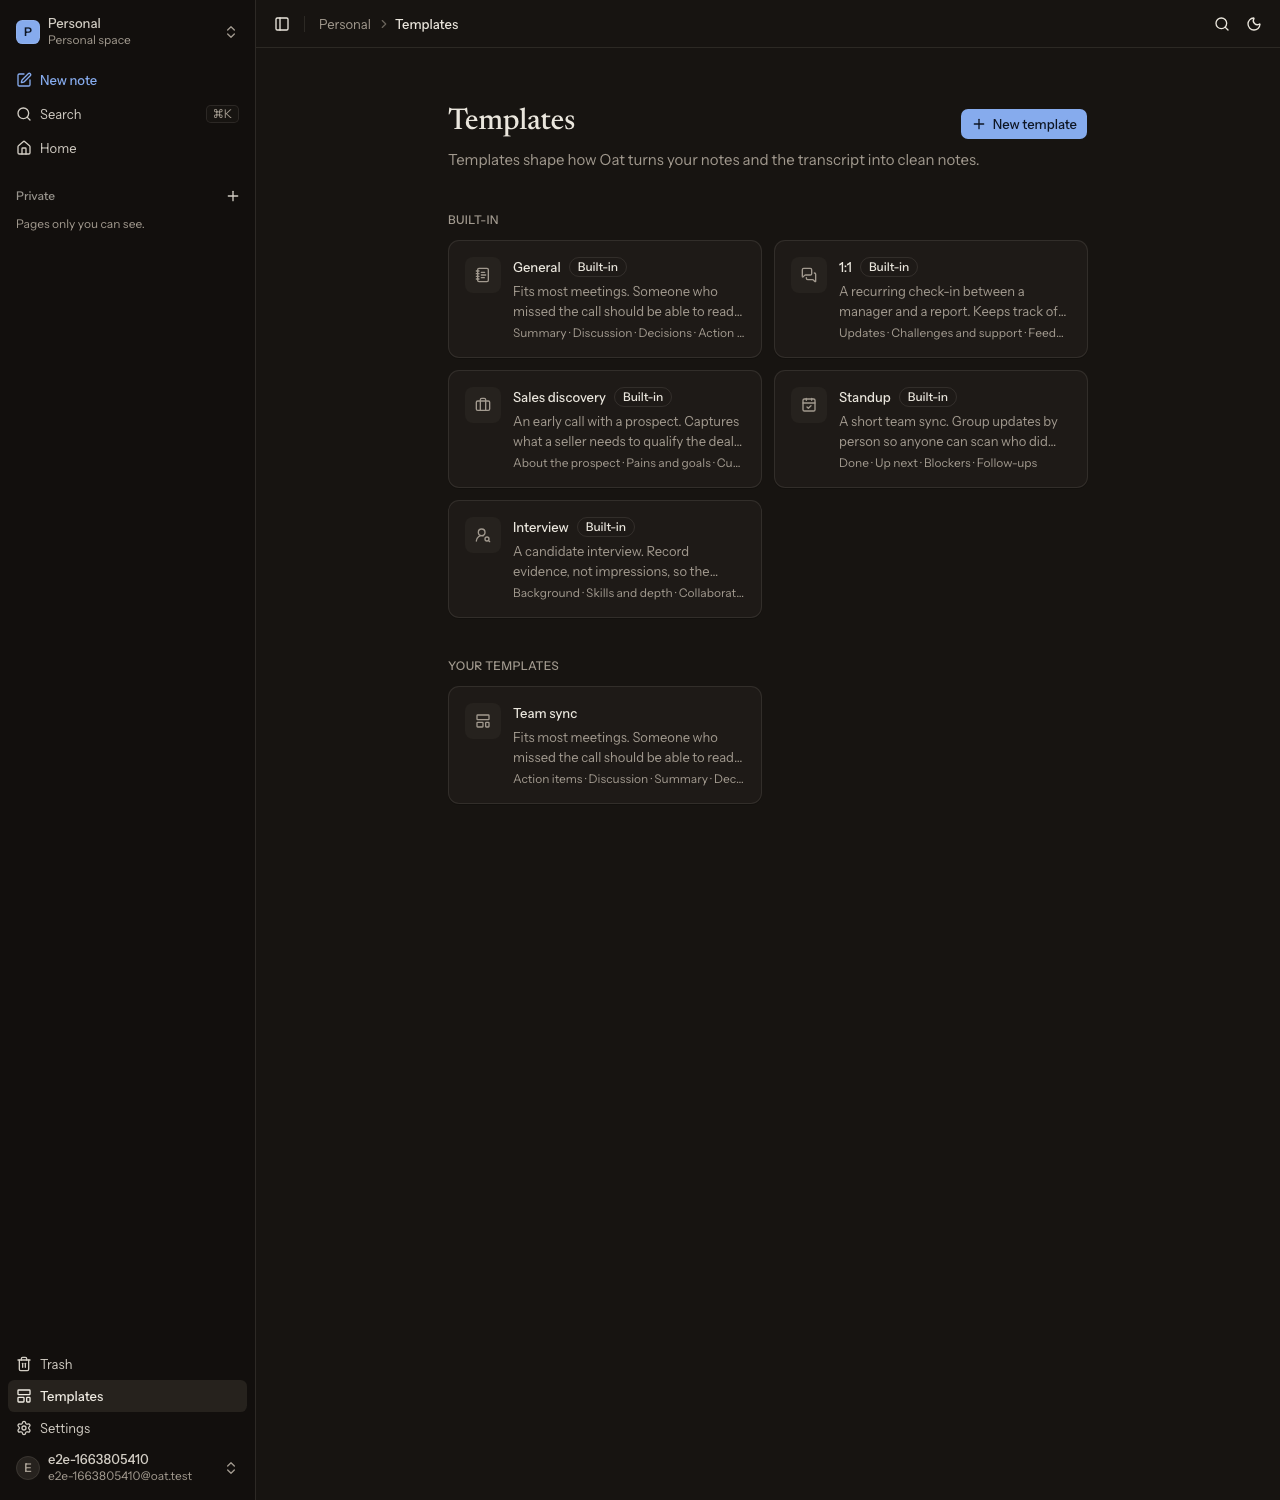 P
Personal
Personal space
New note
Search
⌘K
Home
Private
Pages only you can see.
Personal
Templates
Templates
New template
Templates shape how Oat turns your notes and the transcript into clean notes.
BUILT-IN
General
Built-in
Fits most meetings. Someone who
missed the call should be able to read...
Summary · Discussion · Decisions · Action ...
1:1
Built-in
A recurring check-in between a
manager and a report. Keeps track of...
Updates · Challenges and support · Feed...
Sales discovery
Built-in
An early call with a prospect. Captures
what a seller needs to qualify the deal...
About the prospect · Pains and goals · Cu...
Standup
Built-in
A short team sync. Group updates by
person so anyone can scan who did...
Done · Up next · Blockers · Follow-ups
Interview
Built-in
A candidate interview. Record
evidence, not impressions, so the...
Background · Skills and depth · Collaborat...
YOUR TEMPLATES
Team sync
Fits most meetings. Someone who
missed the call should be able to read...
Action items · Discussion · Summary · Dec...
Trash
Templates
Settings
E
e2e-1663805410
e2e-1663805410@oat.test